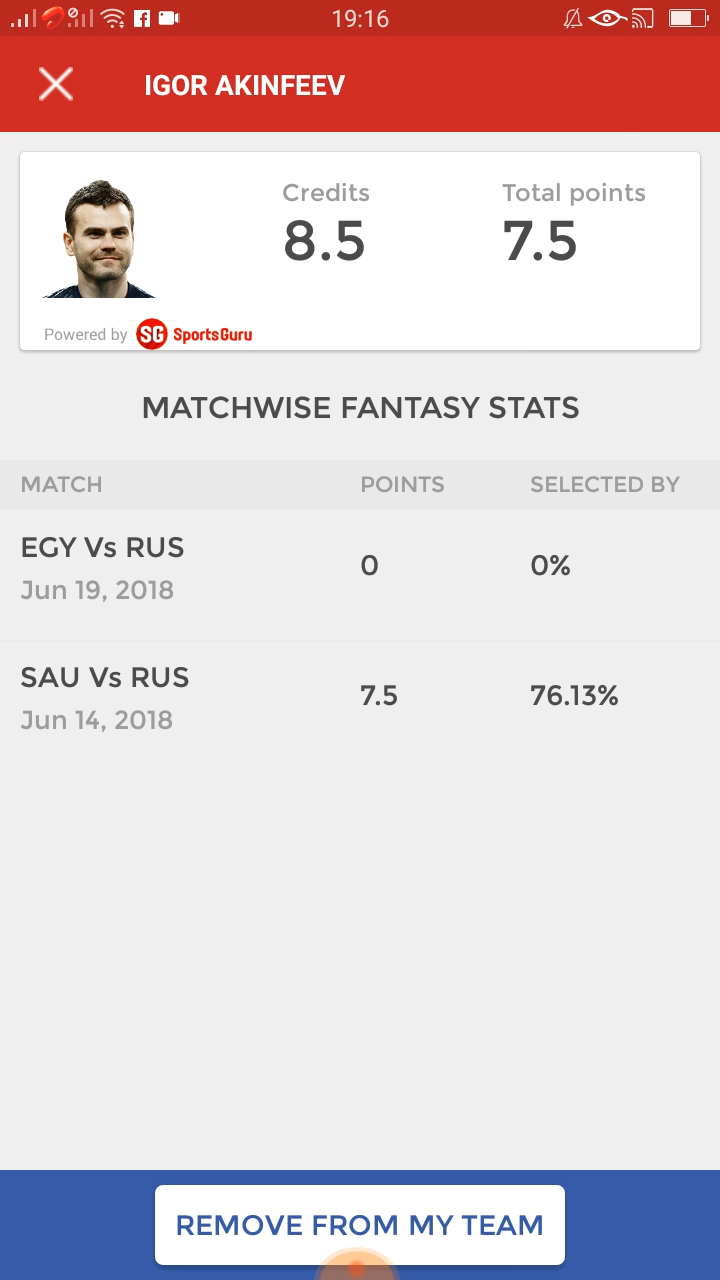 19:16
IGOR AKINFEEV
Credits
Total points
8.5
7.5
Powered by SG SportsGuru
MATCHWISE FANTASY STATS
MATCH POINTS SELECTED BY
EGY Vs RUS
0
0%
Jun 19, 2018
SAU Vs RUS
7.5
76.13%
Jun 14, 2018
REMOVE FROM MY TEAM